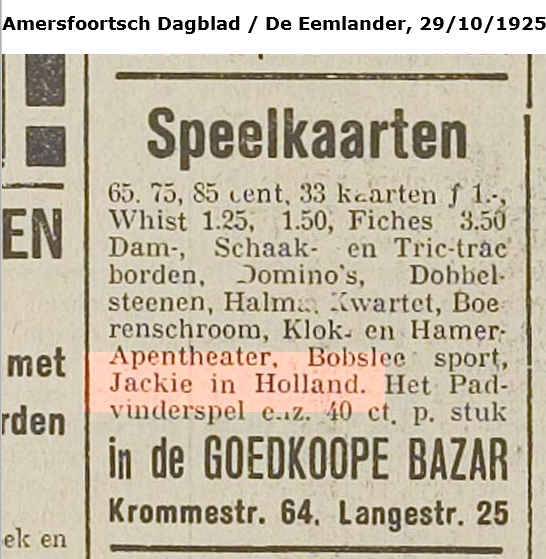 Amersfoortsch Dagblad / De Eemlander, 29/10/1925
EN
met
rden
ek en
Speelkaarten
65. 75, 85 cent, 33 kaarten ƒ 1.-,
Whist 1.25, 1.50, Fiches 3.50
Dam-, Schaak- en Tric-trac
borden, Domino's, Dobbel-
steenen, Halma, Kwartet, Boe-
renschroom, Klok- en Hamer-
Apentheater, Bobslee sport,
Jackie in Holland. Het Pad-
vinderspel enz. 40 ct. p. stuk
in de GOEDKOOPE BAZAR
Krommestr. 64, Langestr. 25